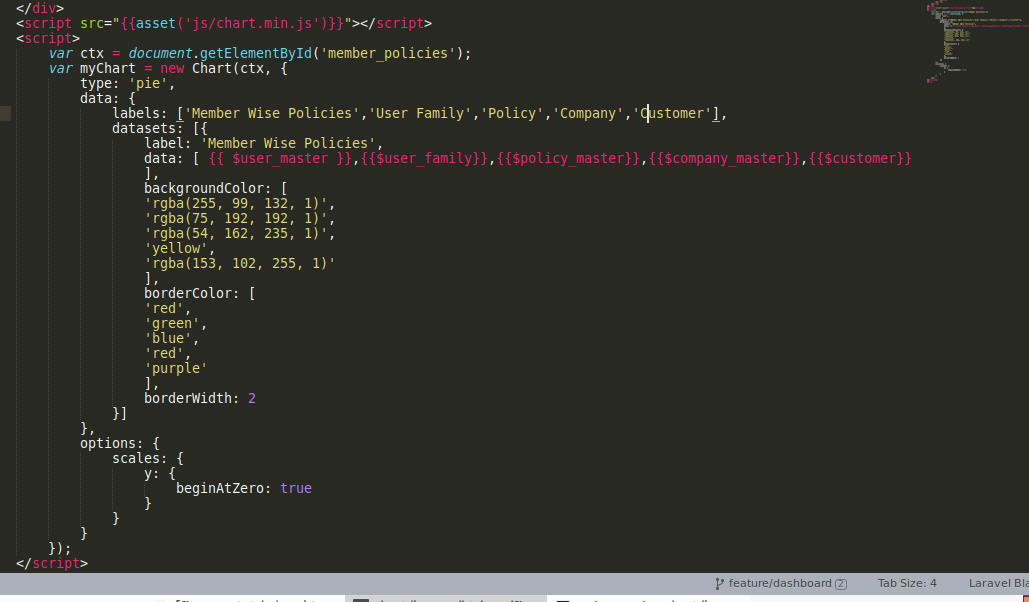 </div>
<script src="{{asset('js/chart.min.js')}}"></script>
<script>
var ctx = document.getElementById('member_policies');
var myChart = new Chart(ctx, {
type: 'pie',
data: {
labels: ['Member Wise Policies','User Family','Policy','Company','Customer'],
datasets: [{
label: 'Member Wise Policies',
data: [ {{ $user_master }},{{$user_family}},{{$policy_master}},{{$company_master}},{{$customer}}
],
backgroundColor: [
'rgba(255, 99, 132, 1)',
'rgba(75, 192, 192, 1)',
'rgba(54, 162, 235, 1)',
'yellow',
'rgba(153, 102, 255, 1)'
],
borderColor: [
'red',
'green',
'blue',
'red',
'purple'
],
borderWidth: 2
}]
},
options: {
scales: {
y: {
beginAtZero: true
}
}
}
});
</script>
feature/dashboard 2 Tab Size: 4 Laravel Bla